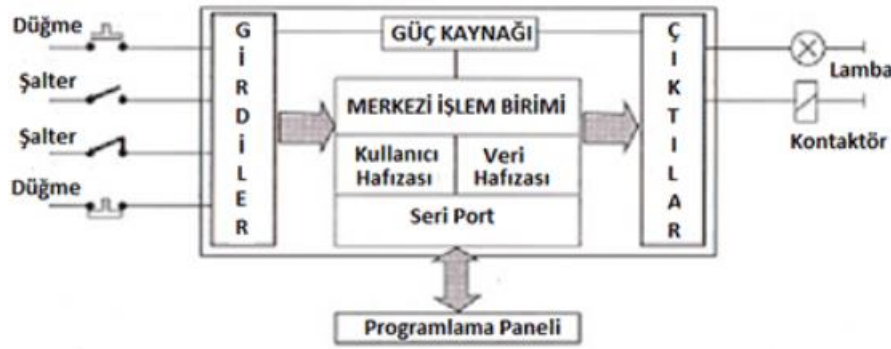 Düğme
Şalter
Şalter
Düğme
GİRDİLER
GÜÇ KAYNAĞI
MERKEZİ İŞLEM BİRİMİ
Kullanıcı Hafızası
Veri Hafızası
Seri Port
ÇIKTILAR
Lamba
Kontaktör
Programlama Paneli